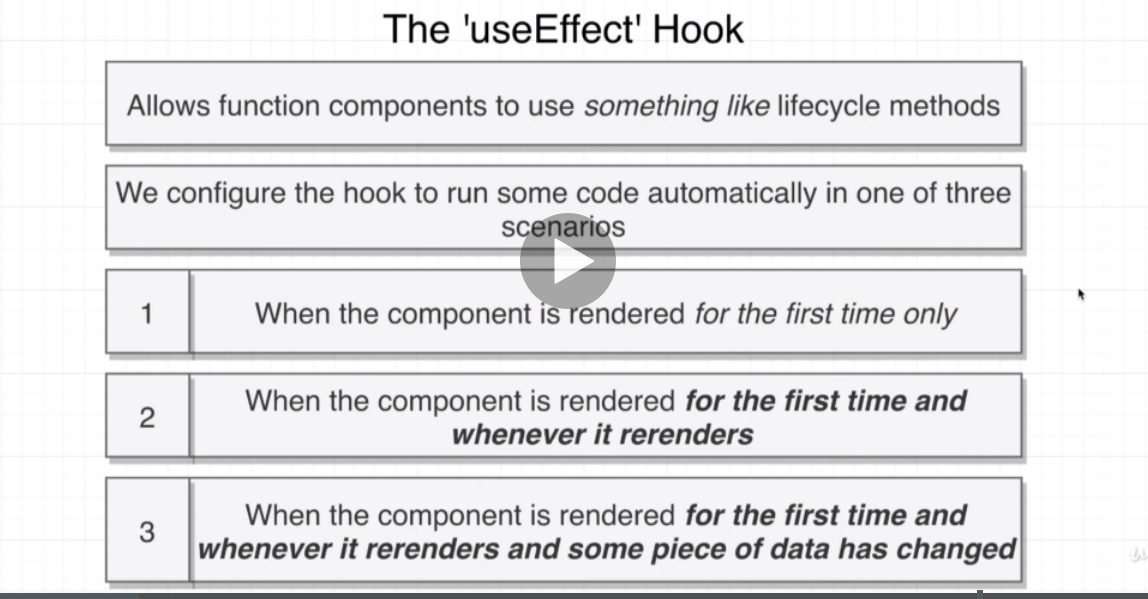 The 'useEffect' Hook
Allows function components to use something like lifecycle methods
We configure the hook to run some code automatically in one of three
scenarios
1
When the component is rendered for the first time only
2
When the component is rendered for the first time and
whenever it rerenders
3
When the component is rendered for the first time and
whenever it rerenders and some piece of data has changed